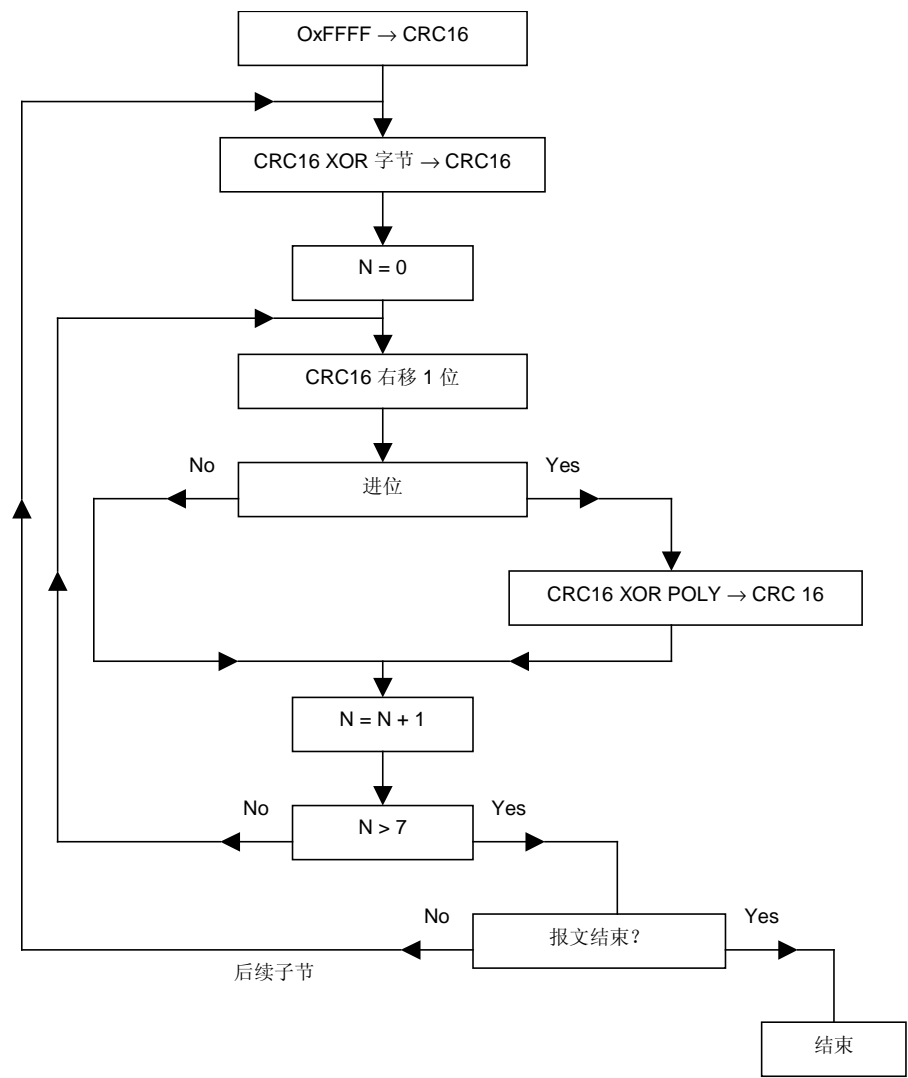 OxFFFF → CRC16
CRC16 XOR 字节 → CRC16
N = 0
CRC16 右移 1 位
No
Yes
进位
CRC16 XOR POLY → CRC 16
N = N + 1
No
Yes
N > 7
No
Yes
报文结束?
后续子节
结束